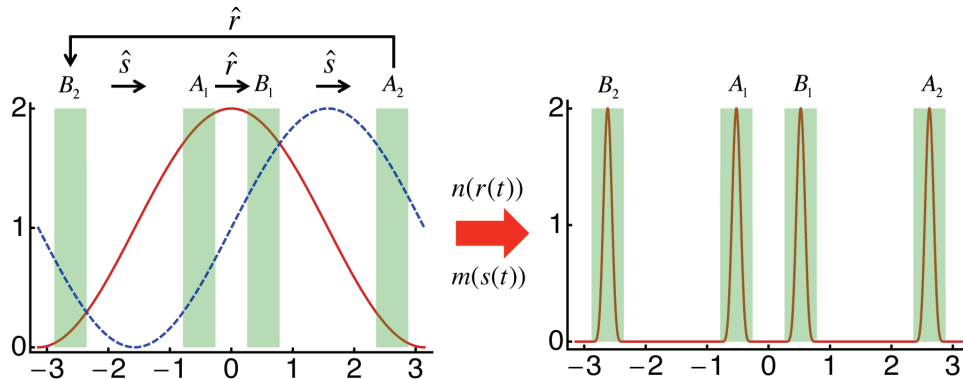 r̂
ŝ r̂ ŝ
B₂ A₁ B₁ A₂
2
1
0
−3 −2 −1 0 1 2 3
n(r(t))
m(s(t))
B₂ A₁ B₁ A₂
2
1
0
−3 −2 −1 0 1 2 3